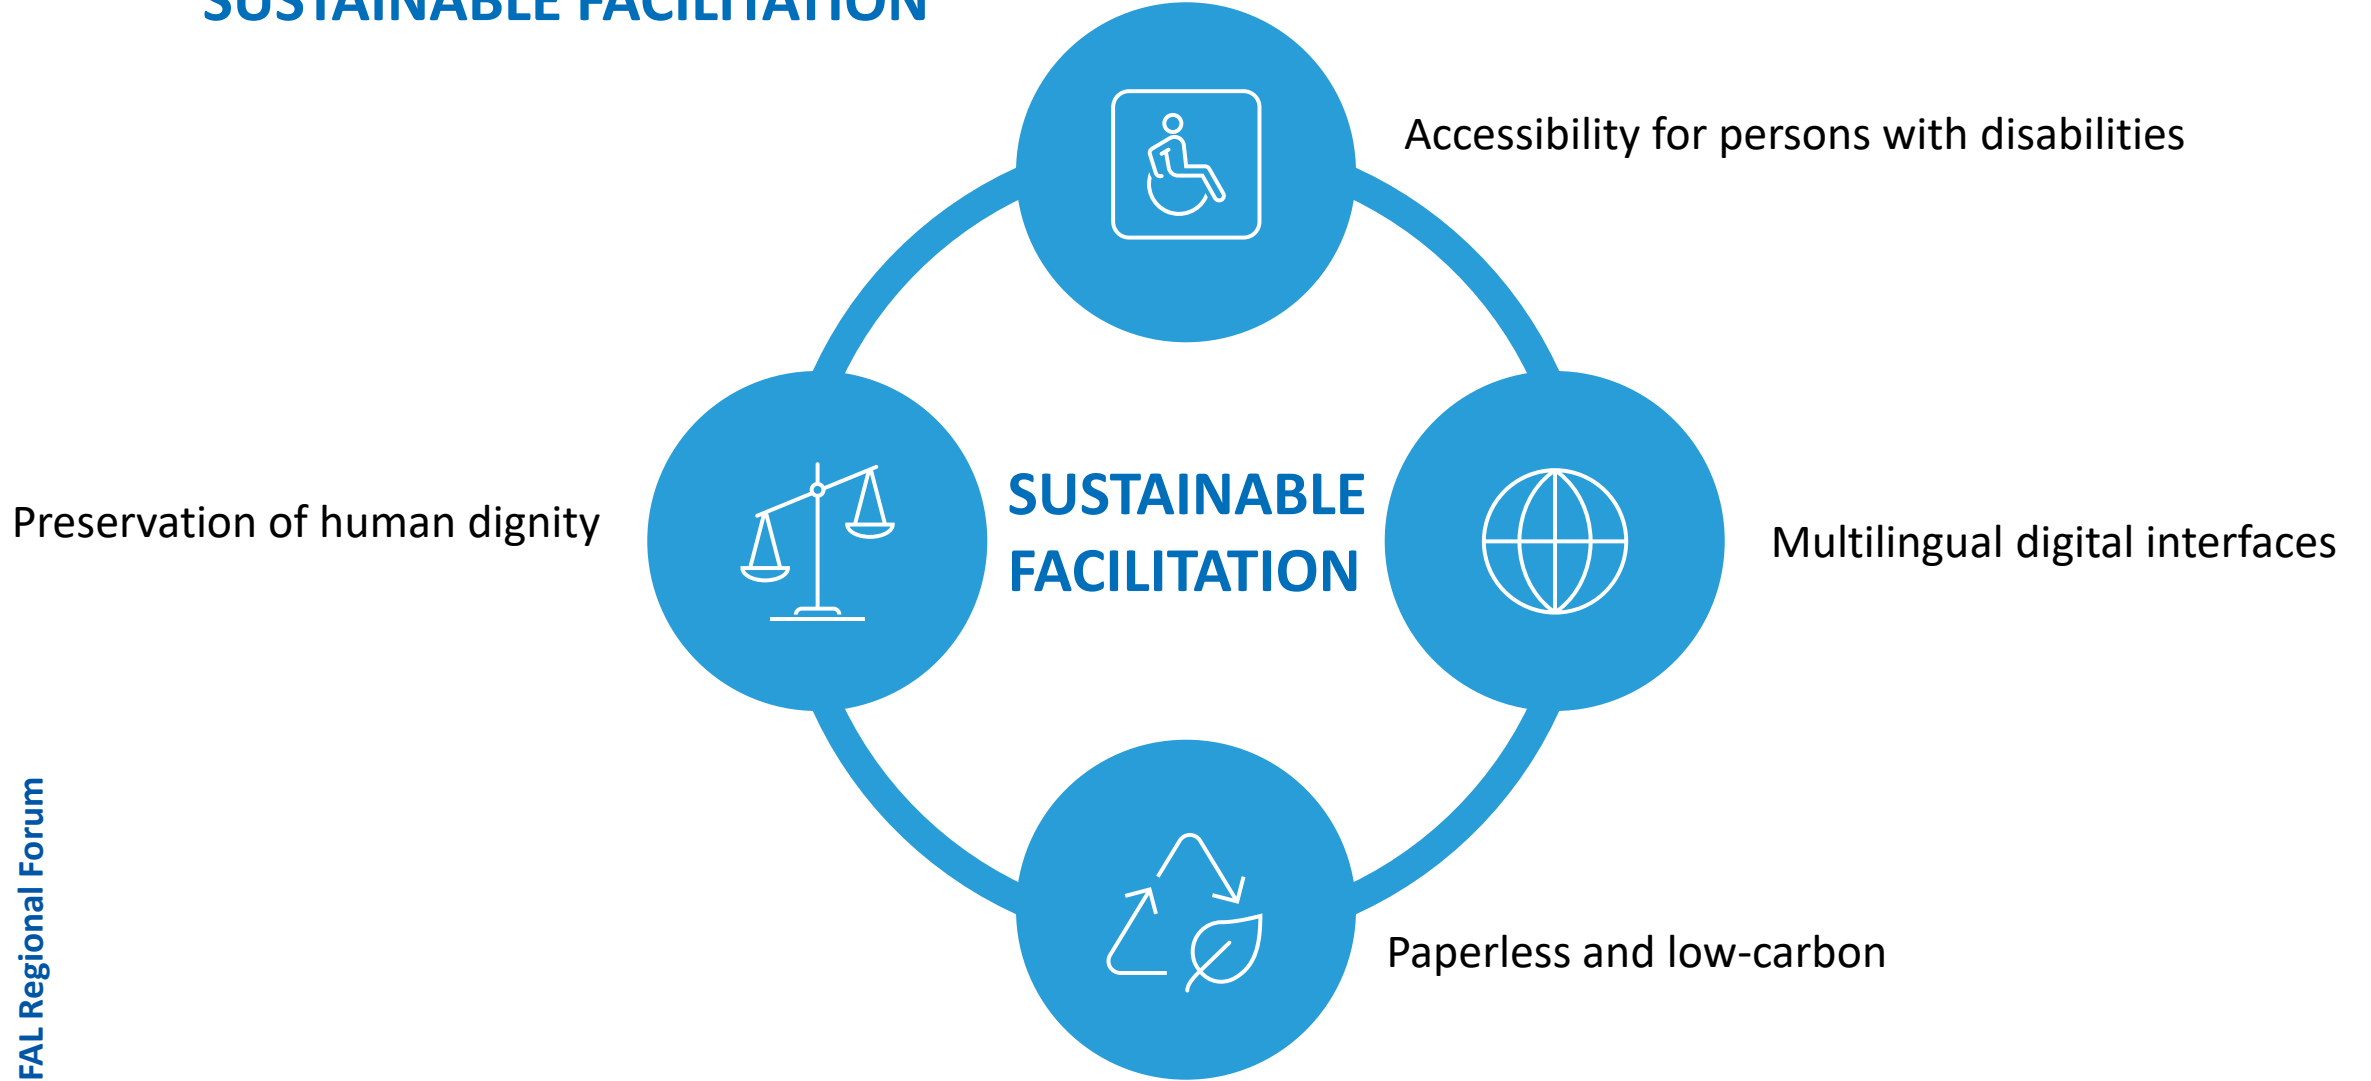 SUSTAINABLE FACILITATION
Accessibility for persons with disabilities
Preservation of human dignity
SUSTAINABLE
FACILITATION
Multilingual digital interfaces
Paperless and low-carbon
FAL Regional Forum